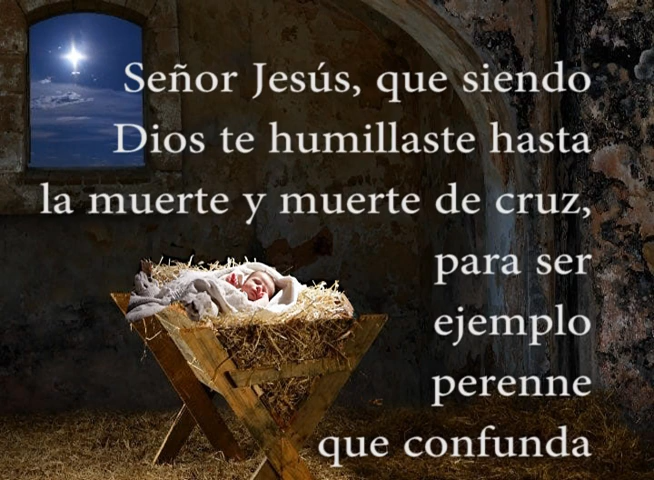 Señor Jesús, que siendo
Dios te humillaste hasta
la muerte y muerte de cruz,
para ser
ejemplo
perenne
que confunda